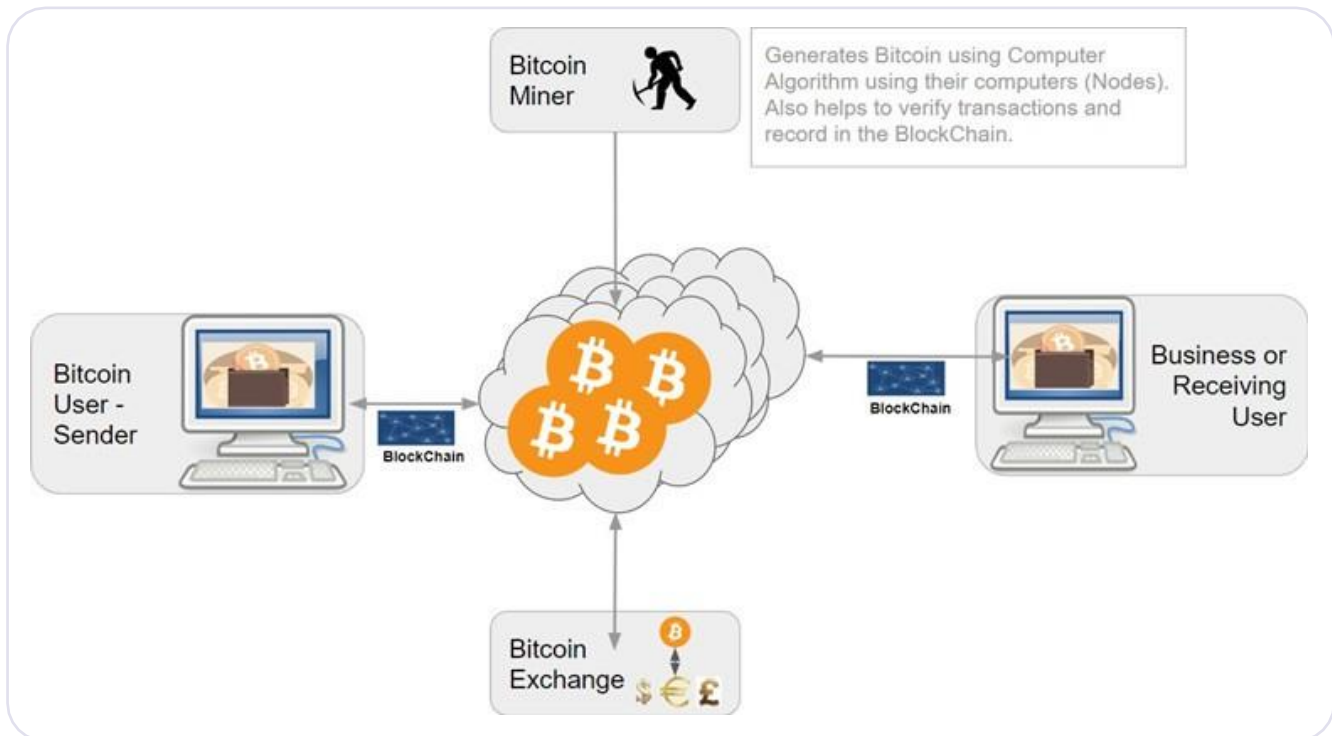 Bitcoin
Miner
Generates Bitcoin using Computer
Algorithm using their computers (Nodes).
Also helps to verify transactions and
record in the BlockChain.
Bitcoin
User -
Sender
BlockChain
BlockChain
Business or
Receiving
User
Bitcoin
Exchange
$ € £